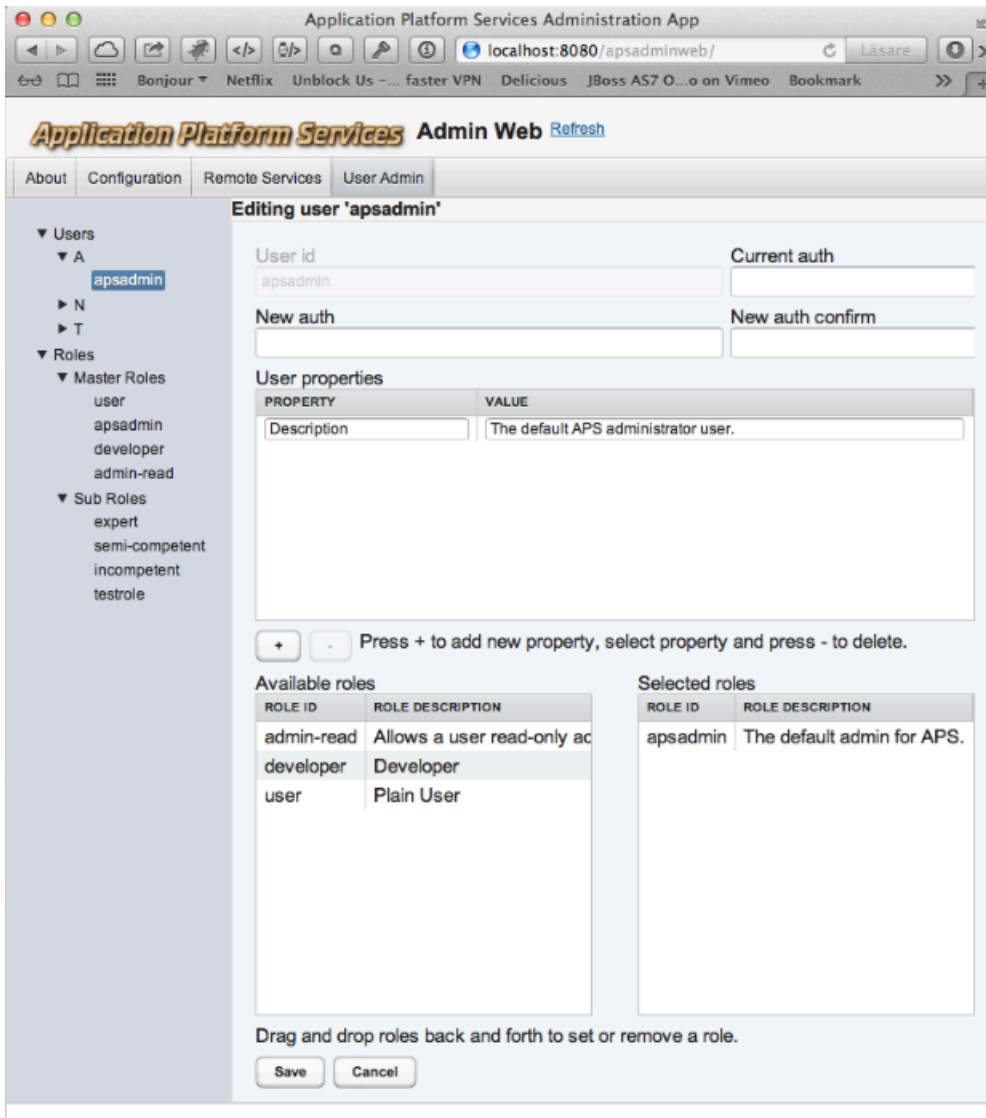 Application Platform Services Administration App
localhost:8080/apsadminweb/ Läsare
Bonjour Netflix Unblock Us -... faster VPN Delicious JBoss AS7 O...o on Vimeo Bookmark >>
Application Platform Services Admin Web Refresh
About Configuration Remote Services User Admin
Editing user 'apsadmin'
Users
A
apsadmin
N
T
Roles
Master Roles
user
apsadmin
developer
admin-read
Sub Roles
expert
semi-competent
incompetent
testrole
User id Current auth
apsadmin
New auth New auth confirm
User properties
PROPERTY VALUE
Description The default APS administrator user.
+ - Press + to add new property, select property and press - to delete.
Available roles Selected roles
ROLE ID ROLE DESCRIPTION ROLE ID ROLE DESCRIPTION
admin-read Allows a user read-only ac apsadmin The default admin for APS.
developer Developer
user Plain User
Drag and drop roles back and forth to set or remove a role.
Save Cancel